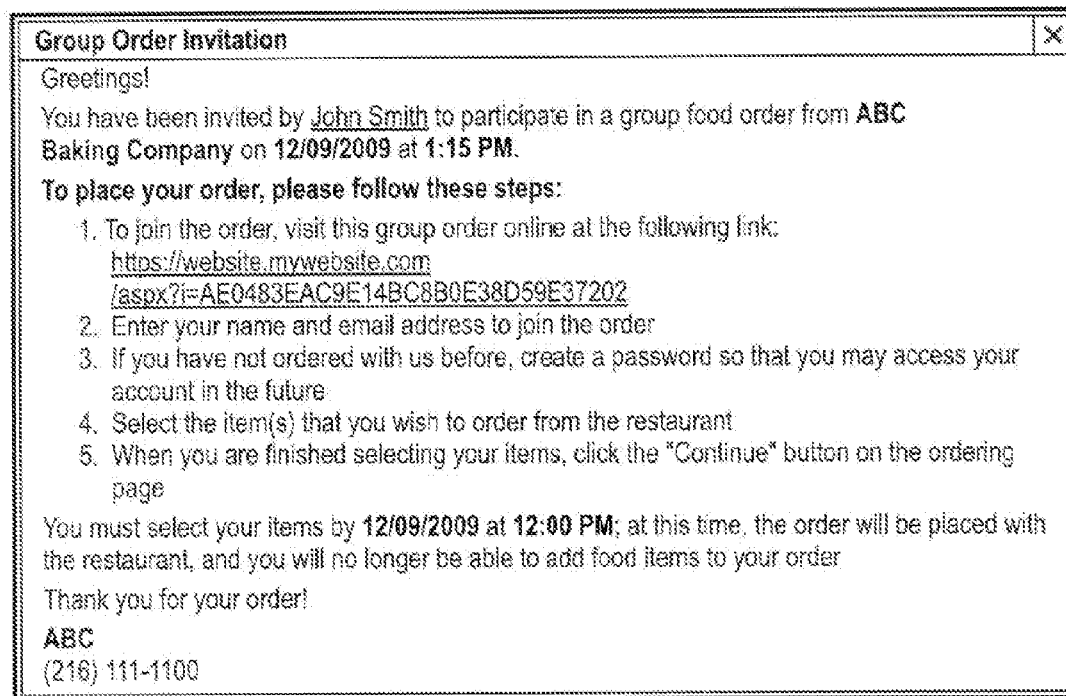 Group Order Invitation
Greetings!
You have been invited by John Smith to participate in a group food order from ABC
Baking Company on 12/09/2009 at 1:15 PM.
To place your order, please follow these steps:
1. To join the order, visit this group order online at the following link:
https://website.mywebsite.com
/aspx?i=AE0483EAC9E14BC8B0E38D59E37202
2. Enter your name and email address to join the order
3. If you have not ordered with us before, create a password so that you may access your
account in the future
4. Select the item(s) that you wish to order from the restaurant
5. When you are finished selecting your items, click the "Continue" button on the ordering
page
You must select your items by 12/09/2009 at 12:00 PM; at this time, the order will be placed with
the restaurant, and you will no longer be able to add food items to your order
Thank you for your order!
ABC
(216) 111-1100